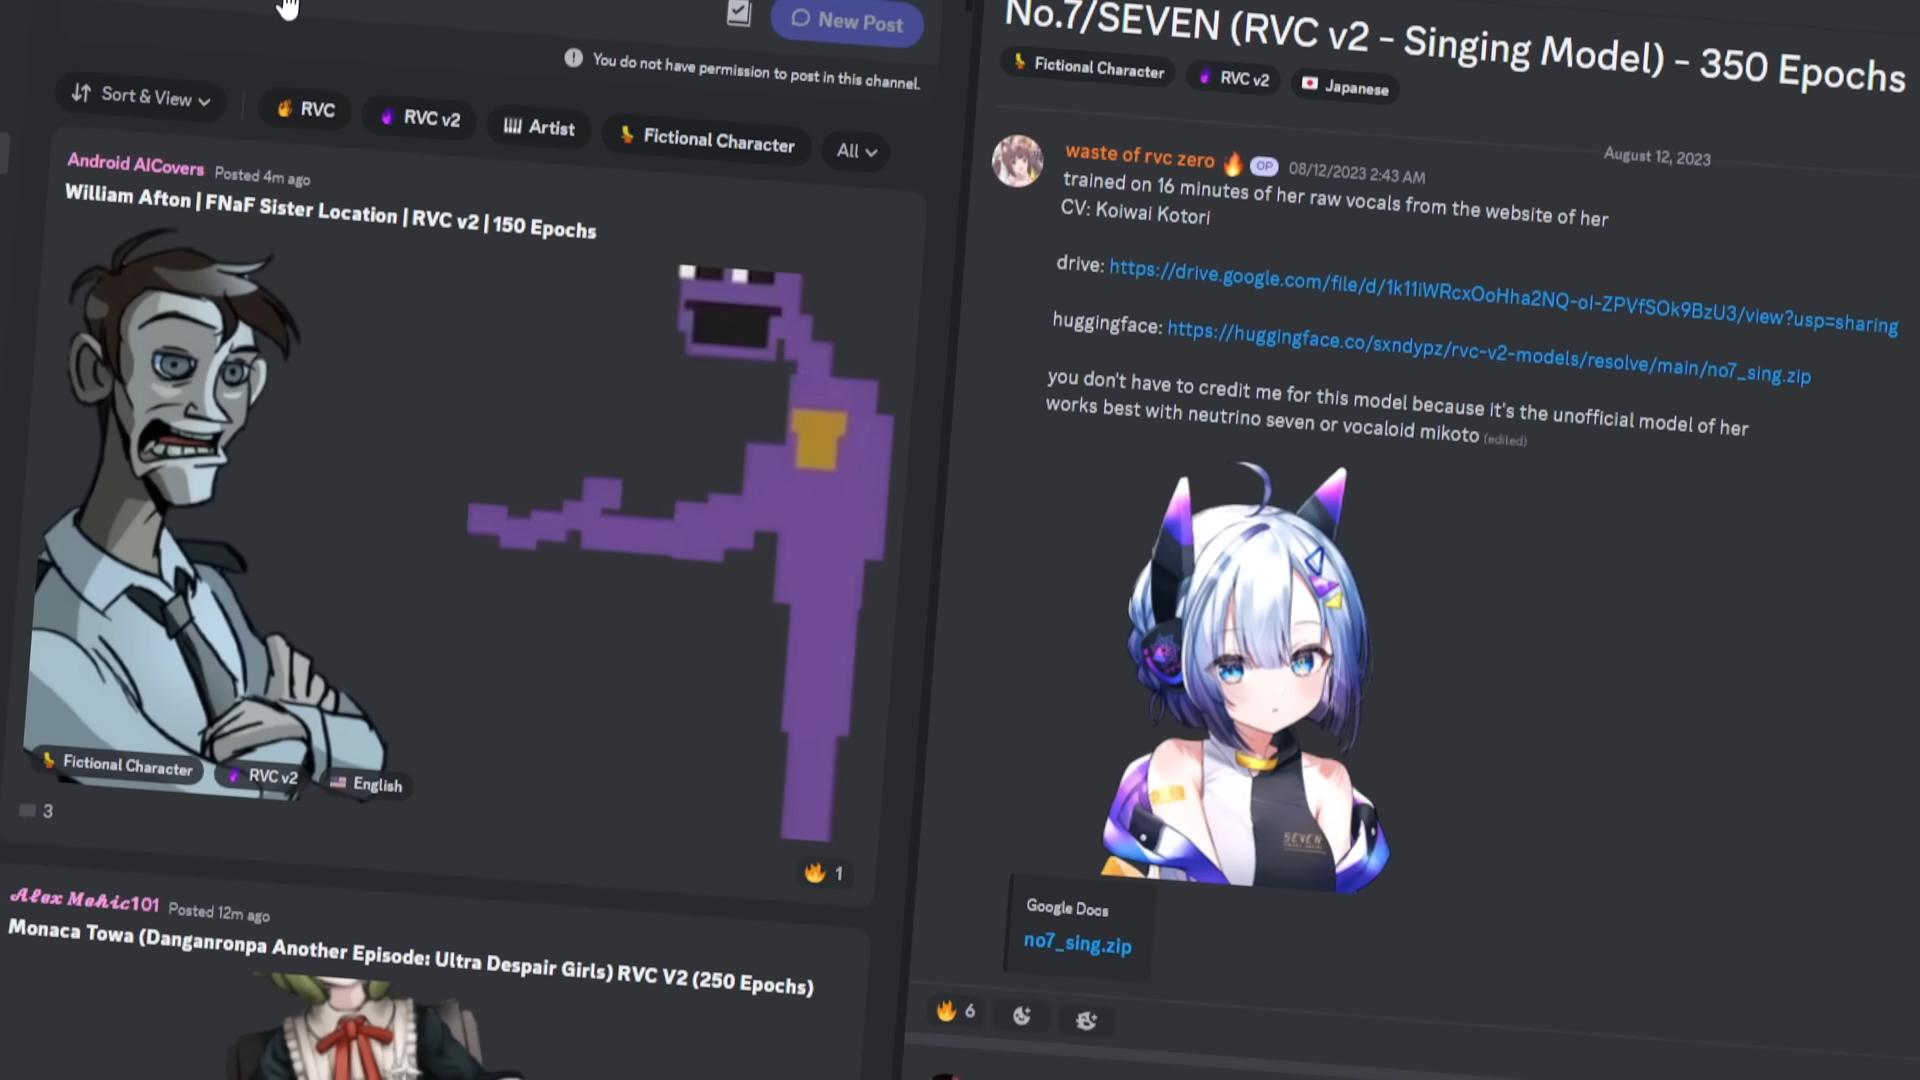 New Post
You do not have permission to post in this channel.
Sort & View
RVC
RVC v2
Artist
Fictional Character
All
Android AICovers Posted 4m ago
William Afton | FNaF Sister Location | RVC v2 | 150 Epochs
Fictional Character
RVC v2
English
3
1
Alex Mohic101 Posted 12m ago
Monaca Towa (Danganronpa Another Episode: Ultra Despair Girls) RVC V2 (250 Epochs)
No.7/SEVEN (RVC v2 - Singing Model) - 350 Epochs
Fictional Character
RVC v2
Japanese
August 12, 2023
waste of rvc zero OP 08/12/2023 2:43 AM
trained on 16 minutes of her raw vocals from the website of her
CV: Koiwai Kotori
drive: https://drive.google.com/file/d/1k11iWRcxOoHha2NQ-oI-ZPVfSOk9BzU3/view?usp=sharing
huggingface: https://huggingface.co/sxndypz/rvc-v2-models/resolve/main/no7_sing.zip
you don't have to credit me for this model because it's the unofficial model of her
works best with neutrino seven or vocaloid mikoto (edited)
SEVEN
Google Docs
no7_sing.zip
6